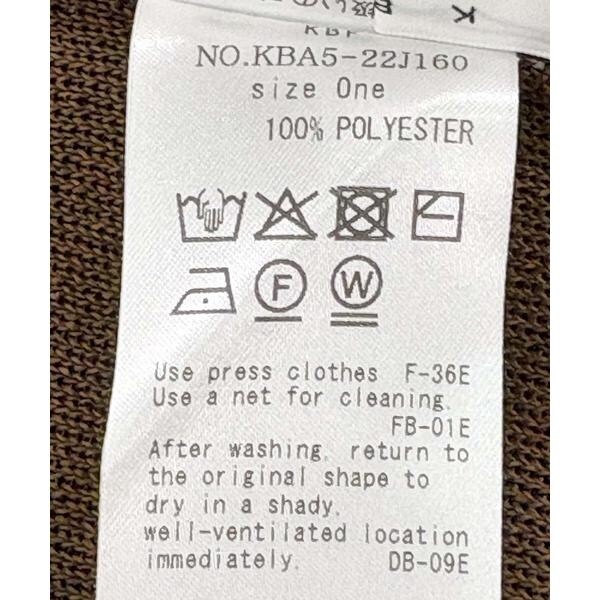 KBF
NO.KBA5-22J160
size One
100% POLYESTER
F
W
Use press clothes F-36E
Use a net for cleaning.
FB-01E
After washing, return to
the original shape to
dry in a shady,
well-ventilated location
immediately. DB-09E